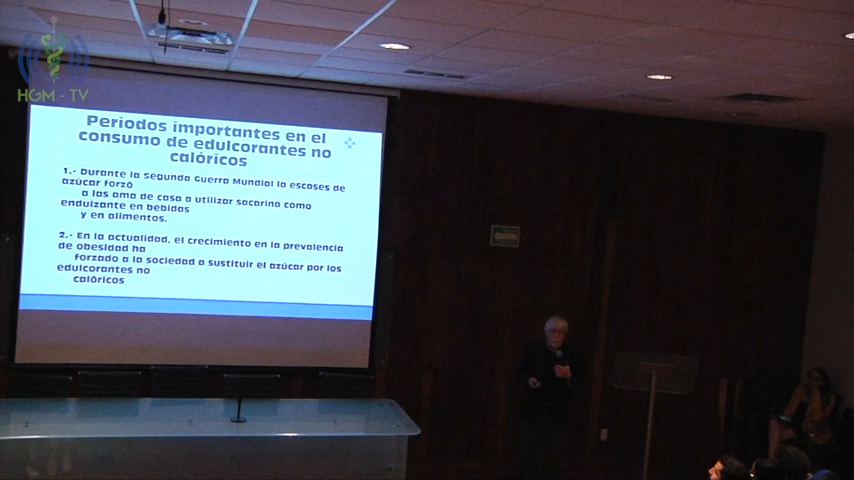 HGM - TV
Periodos importantes en el
consumo de edulcorantes no
calóricos
1.- Durante la Segunda Guerra Mundial la escases de
azúcar forzó
a las ama de casa a utilizar sacarina como
endulzante en bebidas
y en alimentos.
2.- En la actualidad, el crecimiento en la prevalencia
de obesidad ha
forzado a la sociedad a sustituir el azúcar por los
edulcorantes no
calóricos